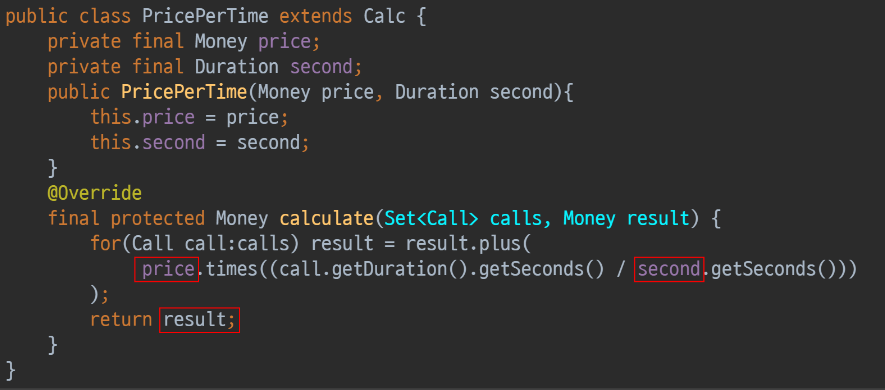 public class PricePerTime extends Calc {
    private final Money price;
    private final Duration second;
    public PricePerTime(Money price, Duration second){
        this.price = price;
        this.second = second;
    }
    @Override
    final protected Money calculate(Set<Call> calls, Money result) {
        for(Call call:calls) result = result.plus(
            price.times((call.getDuration().getSeconds() / second.getSeconds()))
        );
        return result;
    }
}